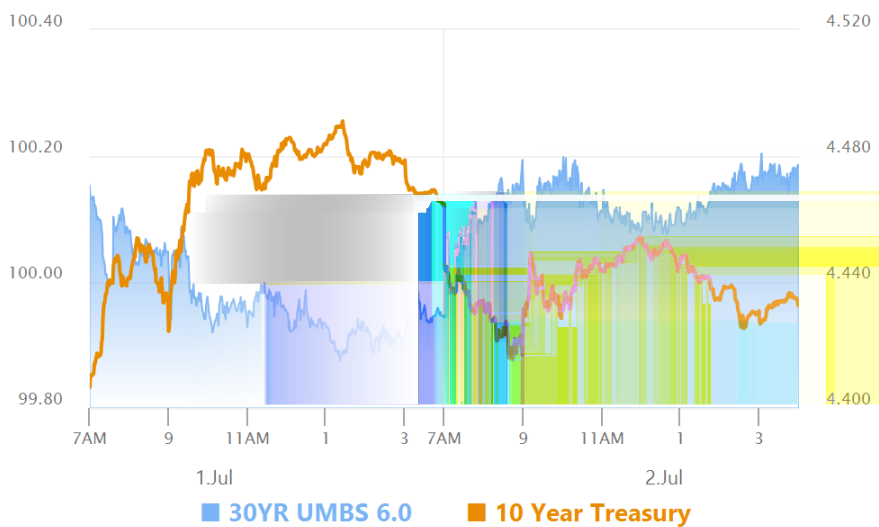 100.40 4.520
100.20 4.480
100.00 4.440
99.80 4.400
7AM 9 11AM 1 3 7AM 9 11AM 1 3
1.Jul 2.Jul
30YR UMBS 6.0 10 Year Treasury